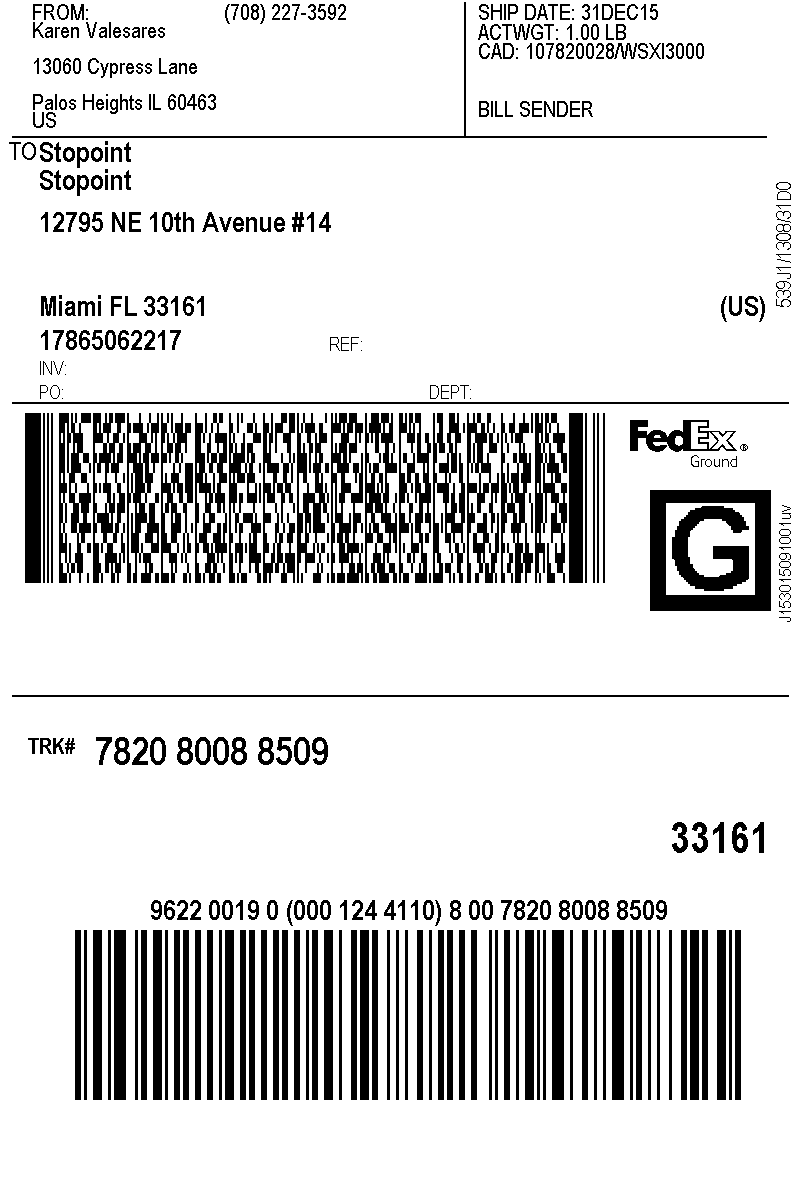 FROM: (708) 227-3592
Karen Valesares
13060 Cypress Lane
Palos Heights IL 60463
US
SHIP DATE: 31DEC15
ACTWGT: 1.00 LB
CAD: 107820028/WSXI3000
BILL SENDER
TO Stopoint
Stopoint
12795 NE 10th Avenue #14
Miami FL 33161 (US)
17865062217 REF:
INV:
PO: DEPT:
539J1/1308/31D0
FedEx®
Ground
G
J153015091001uv
TRK# 7820 8008 8509
33161
9622 0019 0 (000 124 4110) 8 00 7820 8008 8509